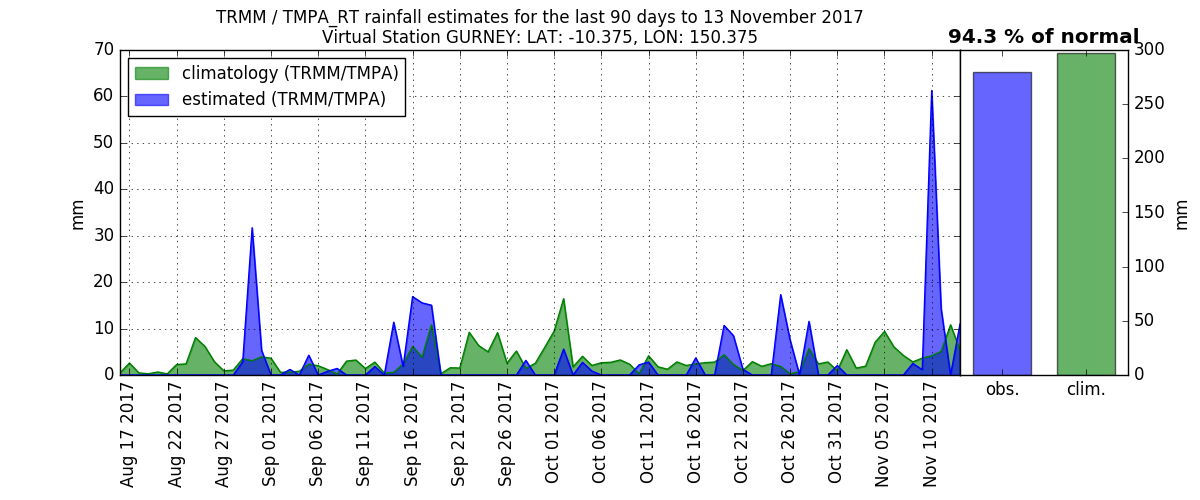 TRMM / TMPA_RT rainfall estimates for the last 90 days to 13 November 2017
Virtual Station GURNEY: LAT: -10.375, LON: 150.375
94.3 % of normal
climatology (TRMM/TMPA)
estimated (TRMM/TMPA)
70
60
50
40
30
20
10
0
mm
Aug 17 2017
Aug 22 2017
Aug 27 2017
Sep 01 2017
Sep 06 2017
Sep 11 2017
Sep 16 2017
Sep 21 2017
Sep 26 2017
Oct 01 2017
Oct 06 2017
Oct 11 2017
Oct 16 2017
Oct 21 2017
Oct 26 2017
Oct 31 2017
Nov 05 2017
Nov 10 2017
obs.
clim.
300
250
200
150
100
50
0
mm